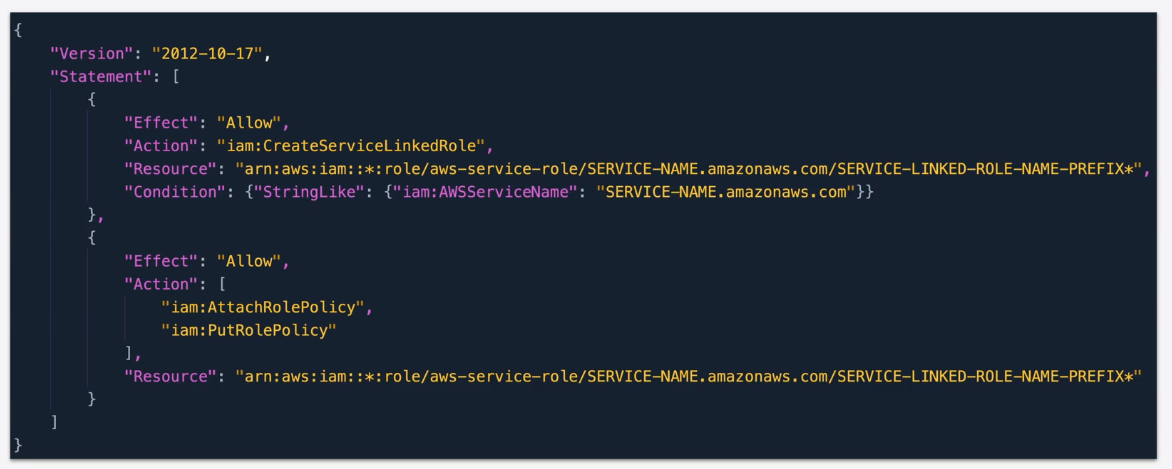 {
    "Version": "2012-10-17",
    "Statement": [
        {
            "Effect": "Allow",
            "Action": "iam:CreateServiceLinkedRole",
            "Resource": "arn:aws:iam::*:role/aws-service-role/SERVICE-NAME.amazonaws.com/SERVICE-LINKED-ROLE-NAME-PREFIX*",
            "Condition": {"StringLike": {"iam:AWSServiceName": "SERVICE-NAME.amazonaws.com"}}
        },
        {
            "Effect": "Allow",
            "Action": [
                "iam:AttachRolePolicy",
                "iam:PutRolePolicy"
            ],
            "Resource": "arn:aws:iam::*:role/aws-service-role/SERVICE-NAME.amazonaws.com/SERVICE-LINKED-ROLE-NAME-PREFIX*"
        }
    ]
}